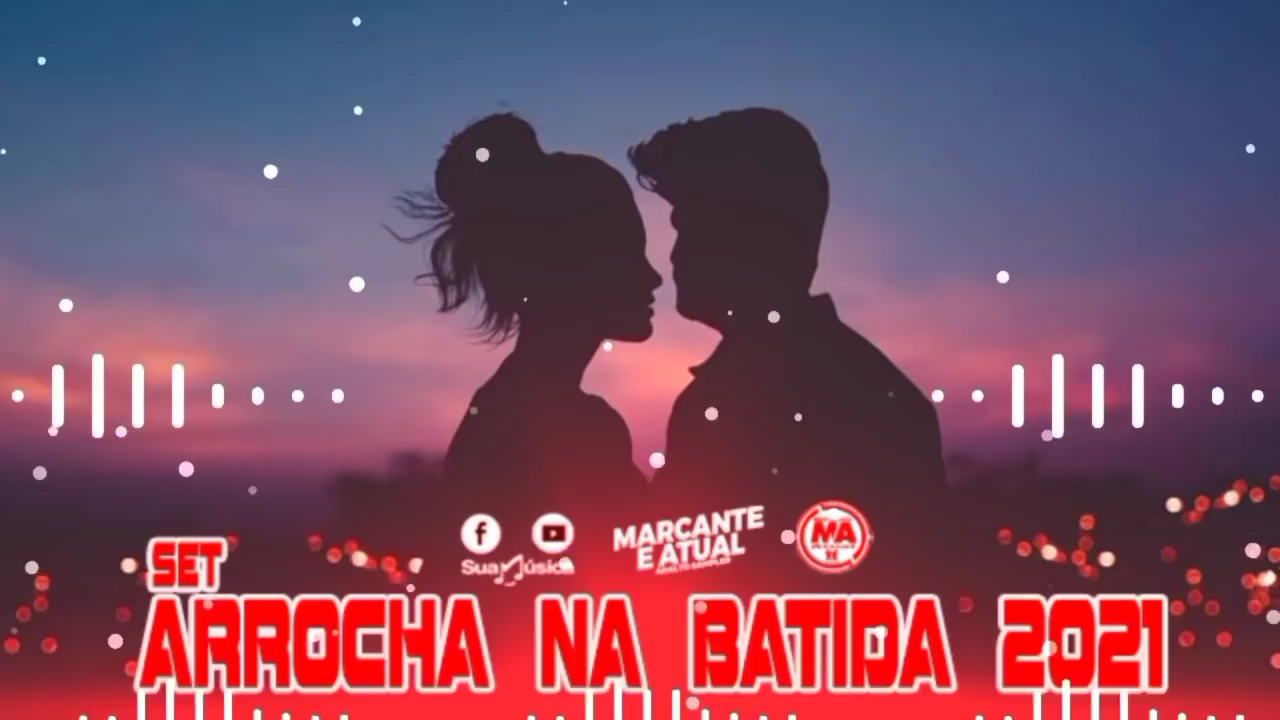 f
Sua Música
MARCANTE
E ATUAL
MA
SET
ARROCHA NA BATIDA 2021